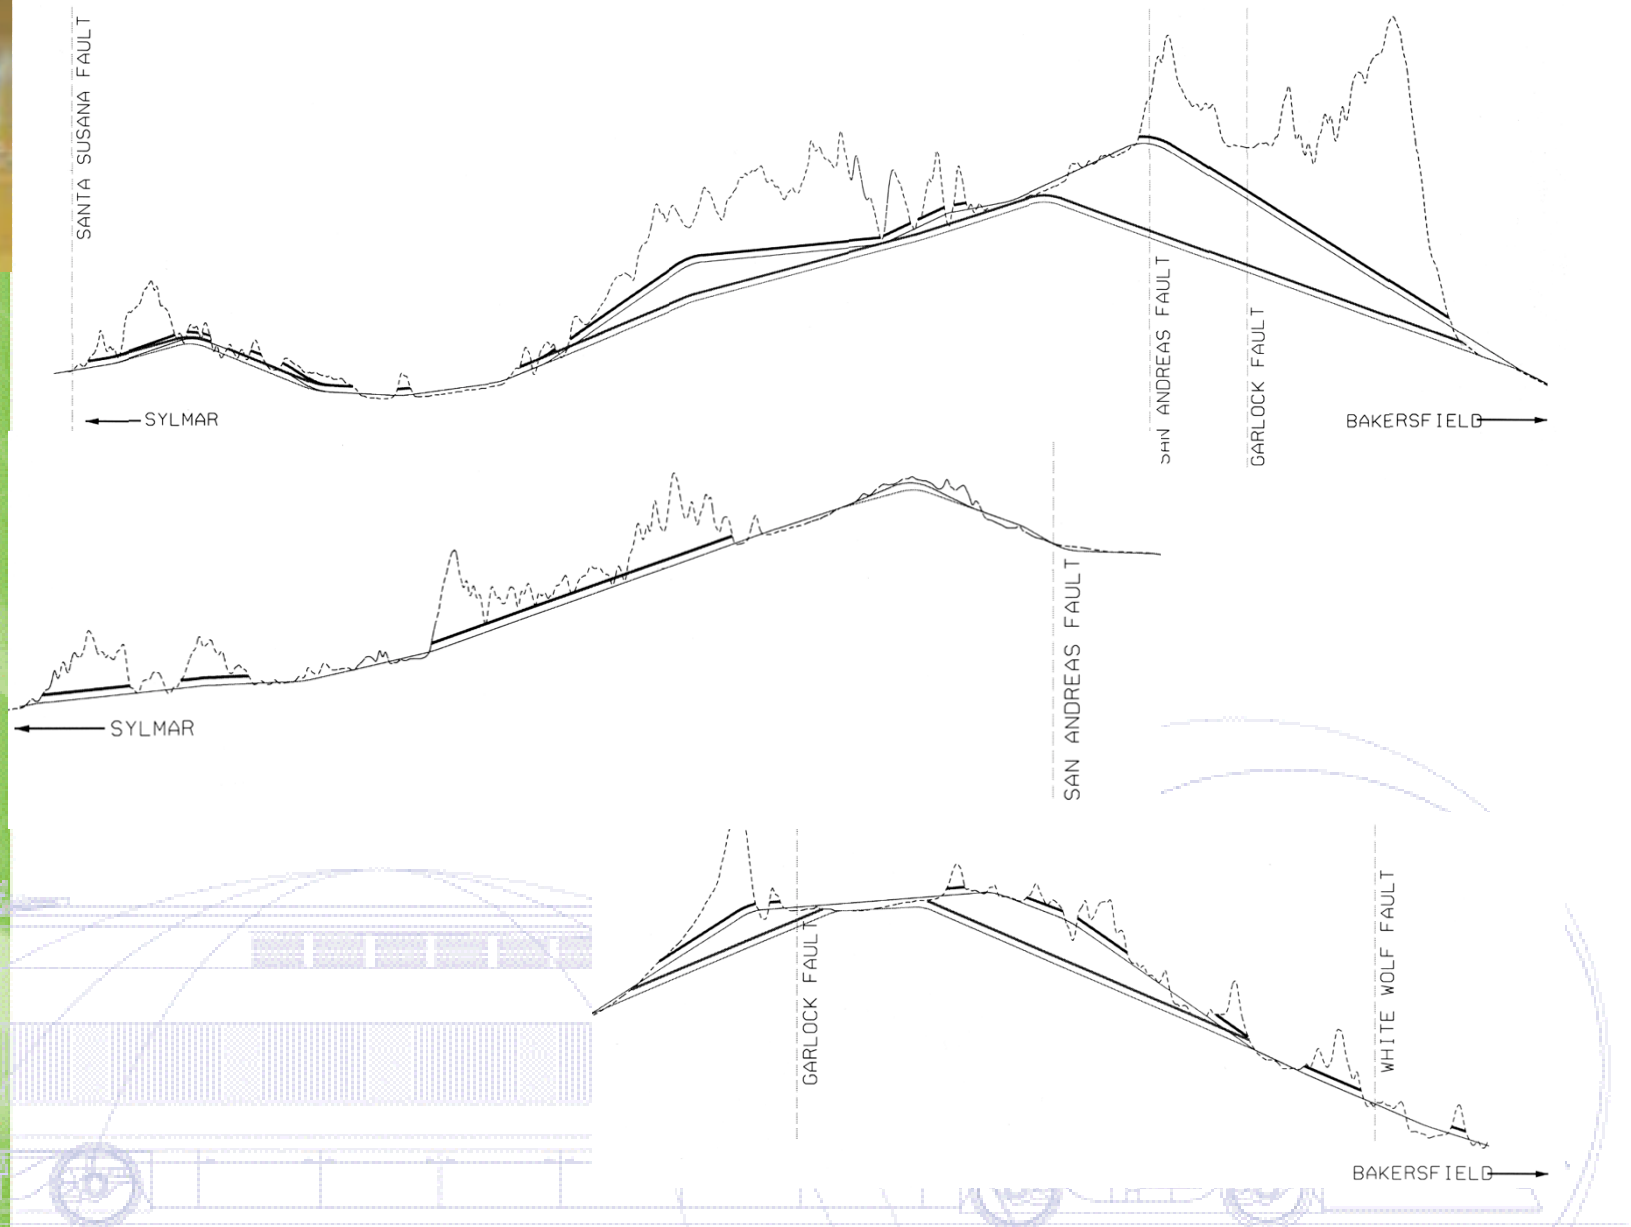 SANTA SUSANA FAULT
SAN ANDREAS FAULT
GARLOCK FAULT
SYLMAR
BAKERSFIELD
SAN ANDREAS FAULT
SYLMAR
GARLOCK FAULT
WHITE WOLF FAULT
BAKERSFIELD